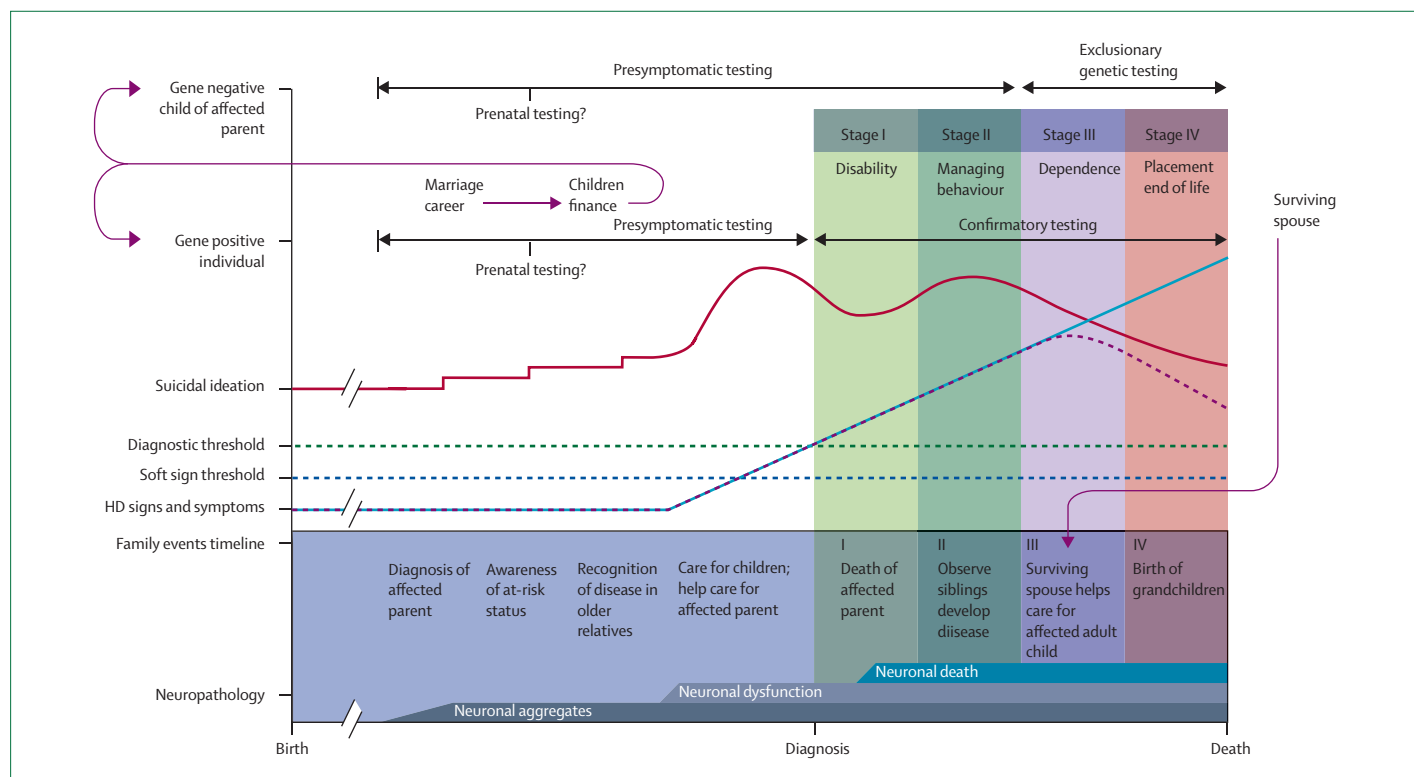 Exclusionary
genetic testing
Presymptomatic testing
Gene negative
child of affected
parent
Prenatal testing?
Stage I
Stage II
Stage III
Stage IV
Disability
Managing
behaviour
Dependence
Placement
end of life
Marriage
career
Children
finance
Surviving
spouse
Gene positive
individual
Presymptomatic testing
Confirmatory testing
Prenatal testing?
Suicidal ideation
Diagnostic threshold
Soft sign threshold
HD signs and symptoms
Family events timeline
Diagnosis of
affected
parent
Awareness
of at-risk
status
Recognition
of disease in
older
relatives
Care for children;
help care for
affected parent
I
Death of
affected
parent
II
Observe
siblings
develop
diisease
III
Surviving
spouse helps
care for
affected adult
child
IV
Birth of
grandchildren
Neuropathology
Neuronal death
Neuronal dysfunction
Neuronal aggregates
Birth
Diagnosis
Death